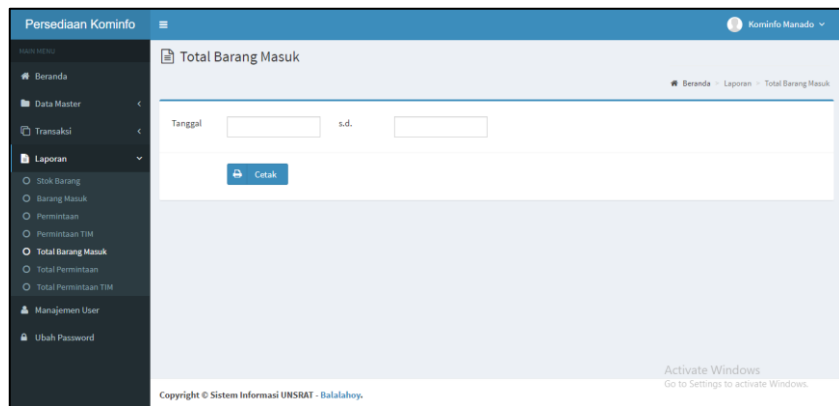 Persediaan Kominfo
Kominfo Manado
MAIN MENU
Total Barang Masuk
Beranda
Beranda > Laporan > Total Barang Masuk
Data Master
Transaksi
Tanggal s.d.
Laporan
Cetak
Stok Barang
Barang Masuk
Permintaan
Permintaan TIM
Total Barang Masuk
Total Permintaan
Total Permintaan TIM
Manajemen User
Ubah Password
Activate Windows
Go to Settings to activate Windows.
Copyright © Sistem Informasi UNSRAT - Balalahoy.